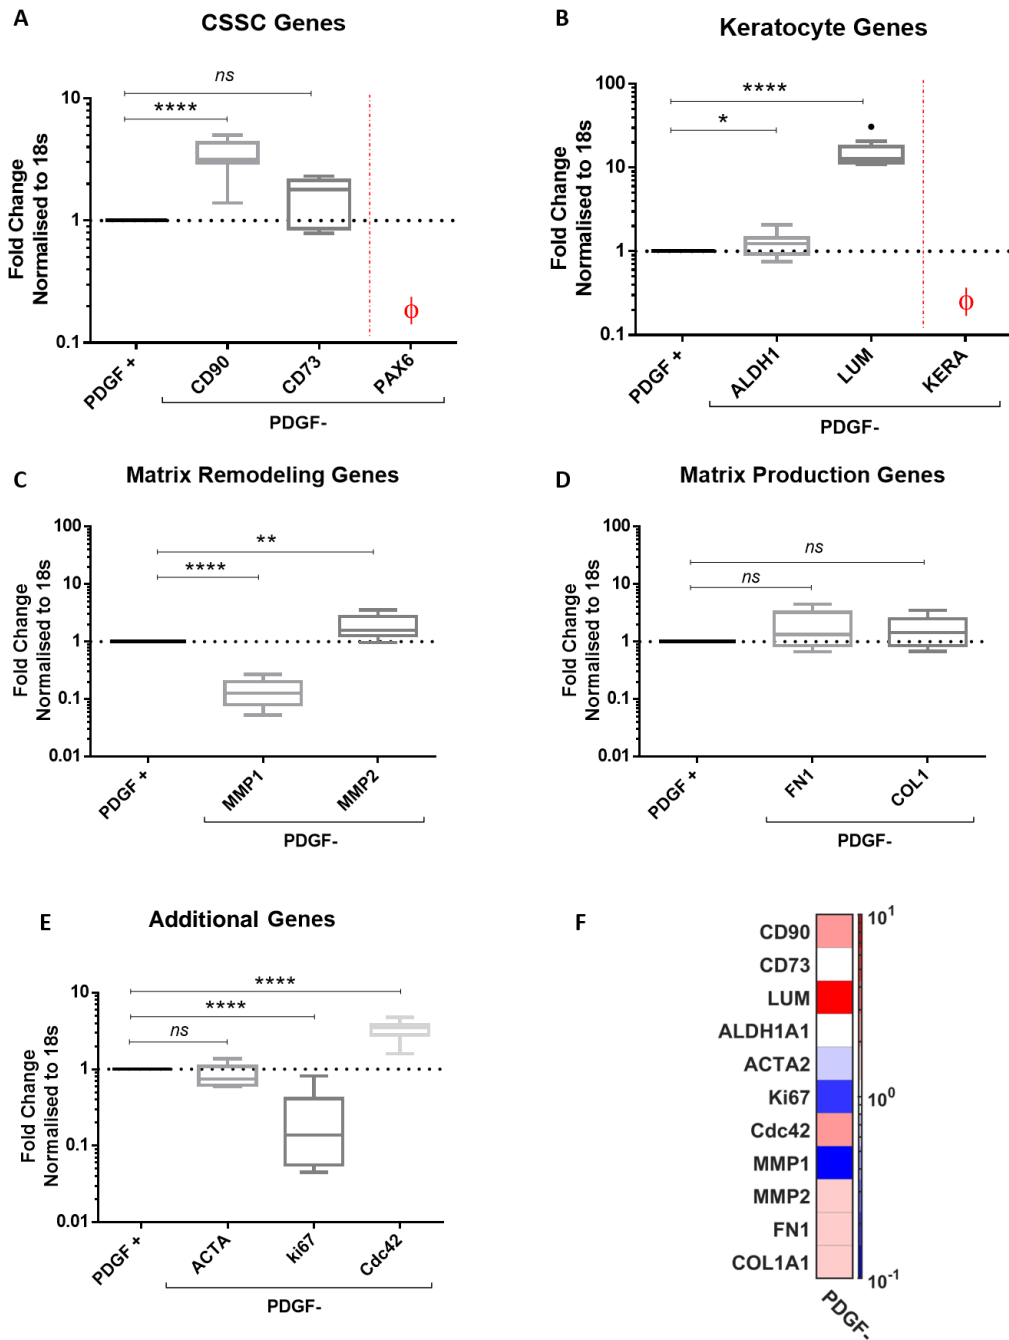 A
CSSC Genes
ns
****
10
1
0.1
Fold Change
Normalised to 18s
PDGF +
CD90
CD73
PAX6
ϕ
PDGF-
B
Keratocyte Genes
****
*
100
10
1
0.1
Fold Change
Normalised to 18s
PDGF +
ALDH1
LUM
KERA
ϕ
PDGF-
C
Matrix Remodeling Genes
**
****
100
10
1
0.1
0.01
Fold Change
Normalised to 18s
PDGF +
MMP1
MMP2
PDGF-
D
Matrix Production Genes
ns
ns
100
10
1
0.1
0.01
Fold Change
Normalised to 18s
PDGF +
FN1
COL1
PDGF-
E
Additional Genes
****
****
ns
10
1
0.1
0.01
Fold Change
Normalised to 18s
PDGF +
ACTA
ki67
Cdc42
PDGF-
F
CD90
CD73
LUM
ALDH1A1
ACTA2
Ki67
Cdc42
MMP1
MMP2
FN1
COL1A1
10¹
10⁰
10⁻¹
PDGF-